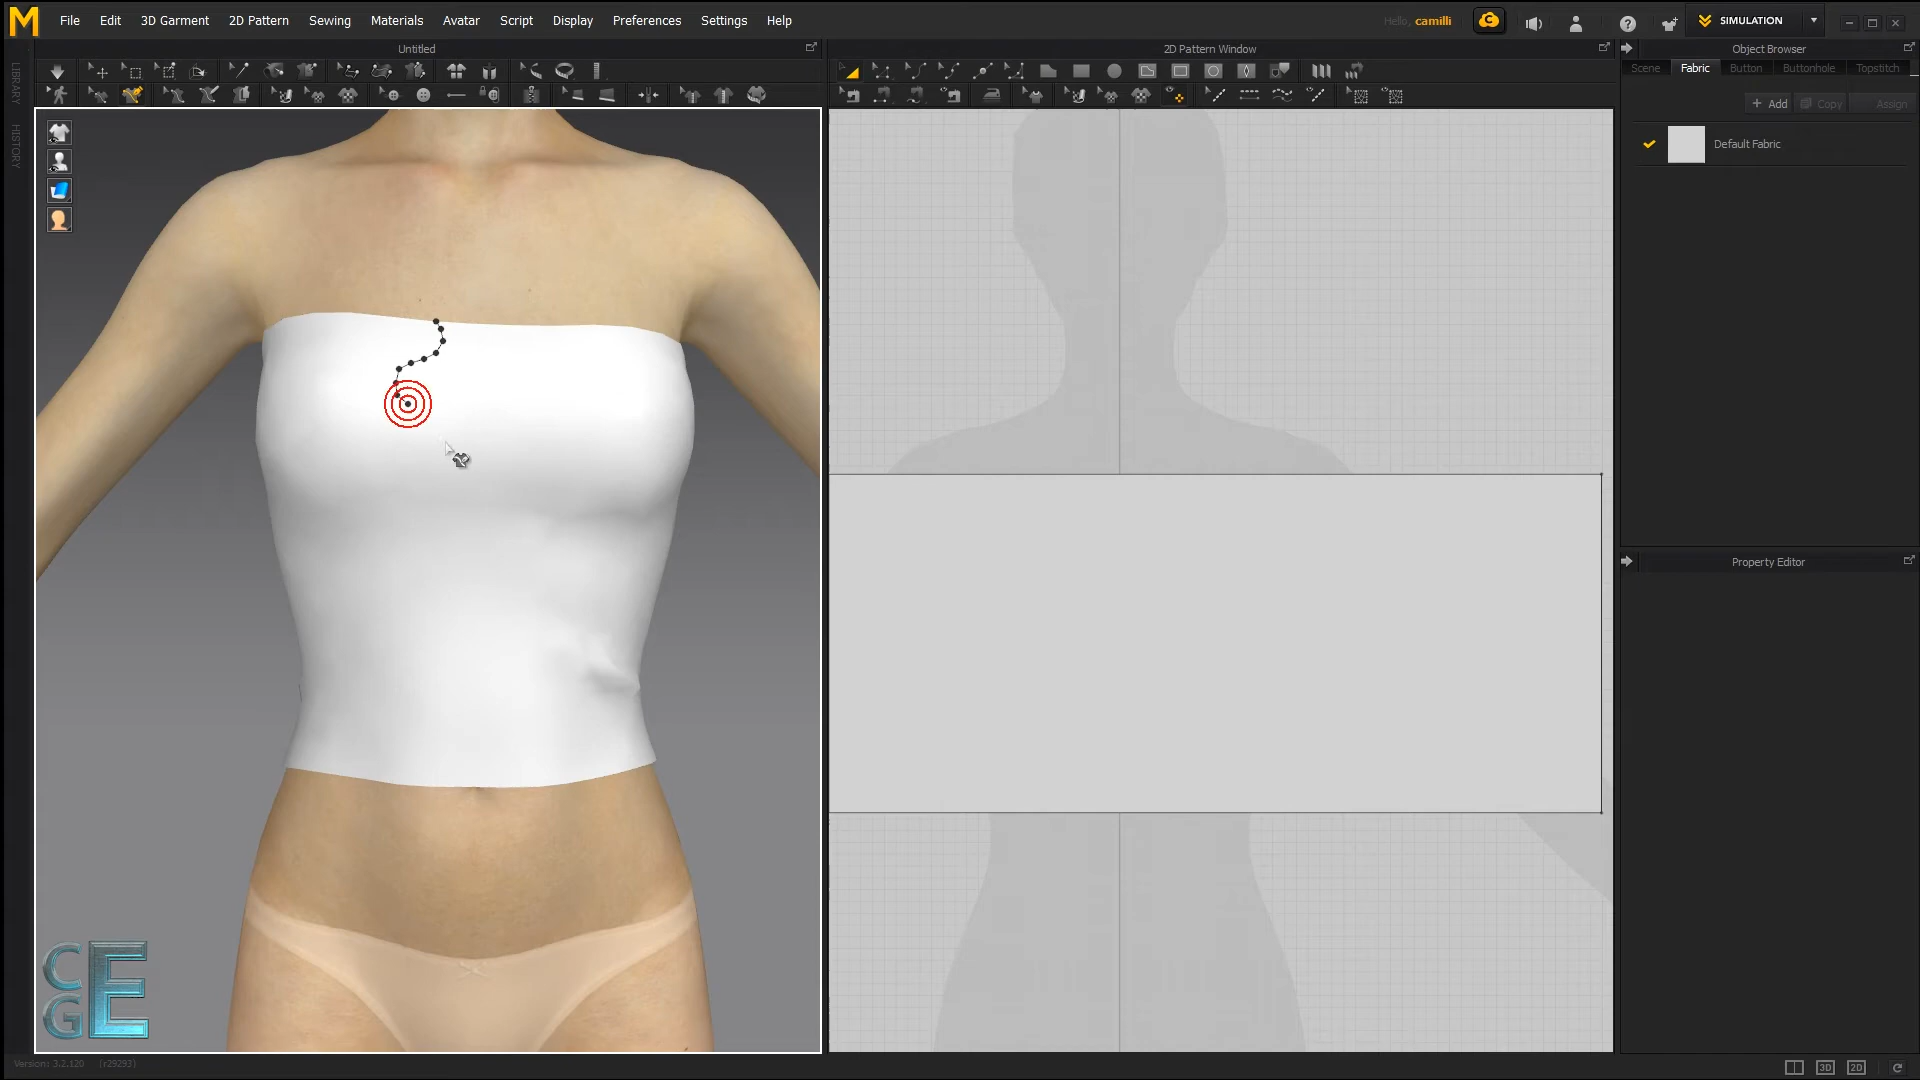 File Edit 3D Garment 2D Pattern Sewing Materials Avatar Script Display Preferences Settings Help
Hello, camilli
SIMULATION
Untitled
2D Pattern Window
Object Browser
LIBRARY
HISTORY
Scene Fabric Button Buttonhole Topstitch
+ Add Copy Assign
Default Fabric
Property Editor
CGE
Version: 3.2.120 (r29293)
3D 2D